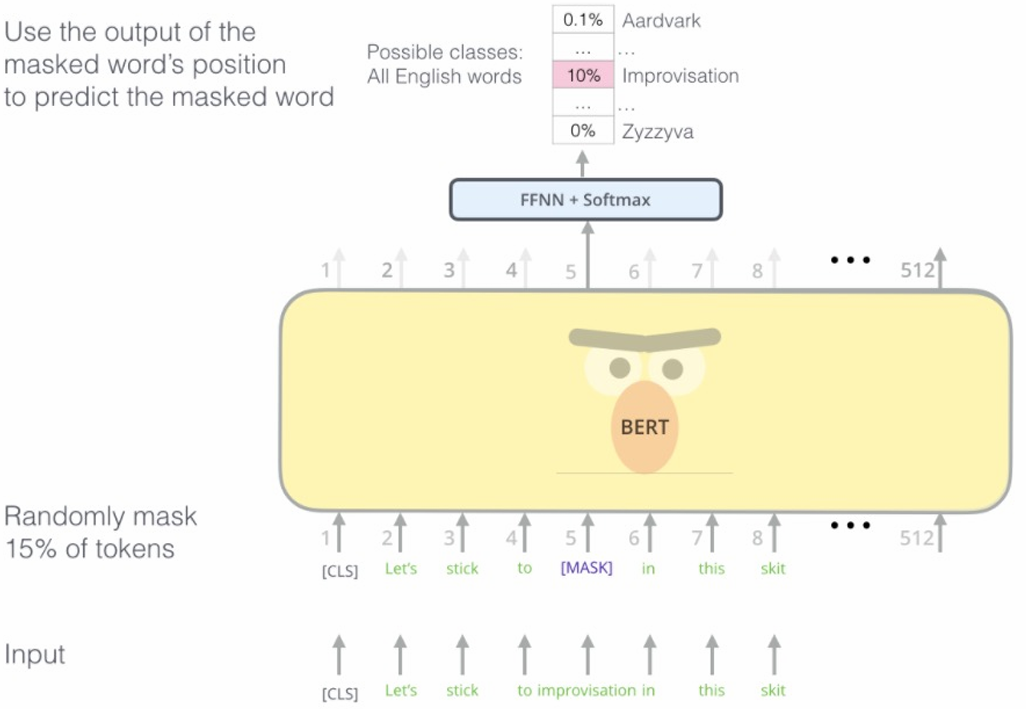 Use the output of the
masked word's position
to predict the masked word
Possible classes:
All English words
0.1% Aardvark
... ...
10% Improvisation
... ...
0% Zyzzyva
FFNN + Softmax
1 2 3 4 5 6 7 8 ... 512
BERT
Randomly mask
15% of tokens
1 2 3 4 5 6 7 8 ... 512
[CLS] Let's stick to [MASK] in this skit
Input
[CLS] Let's stick to improvisation in this skit